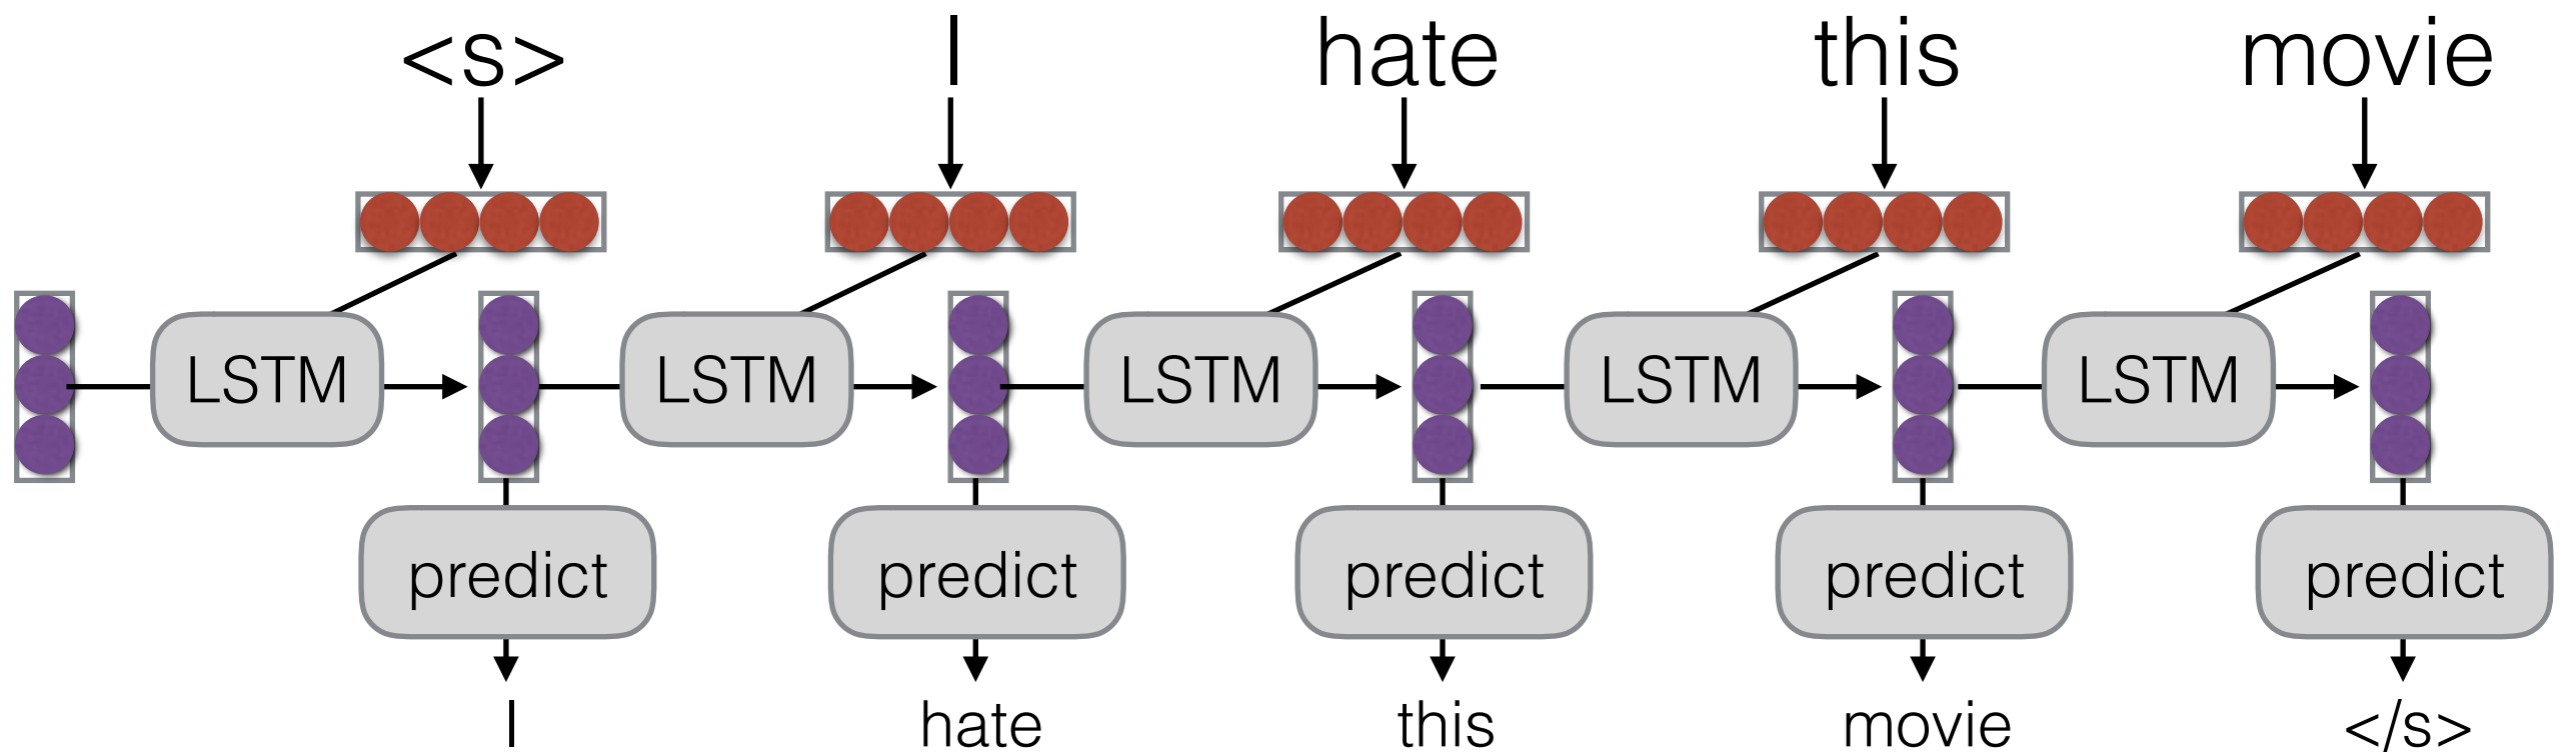 <s> I hate this movie
LSTM LSTM LSTM LSTM LSTM
predict predict predict predict predict
I hate this movie </s>